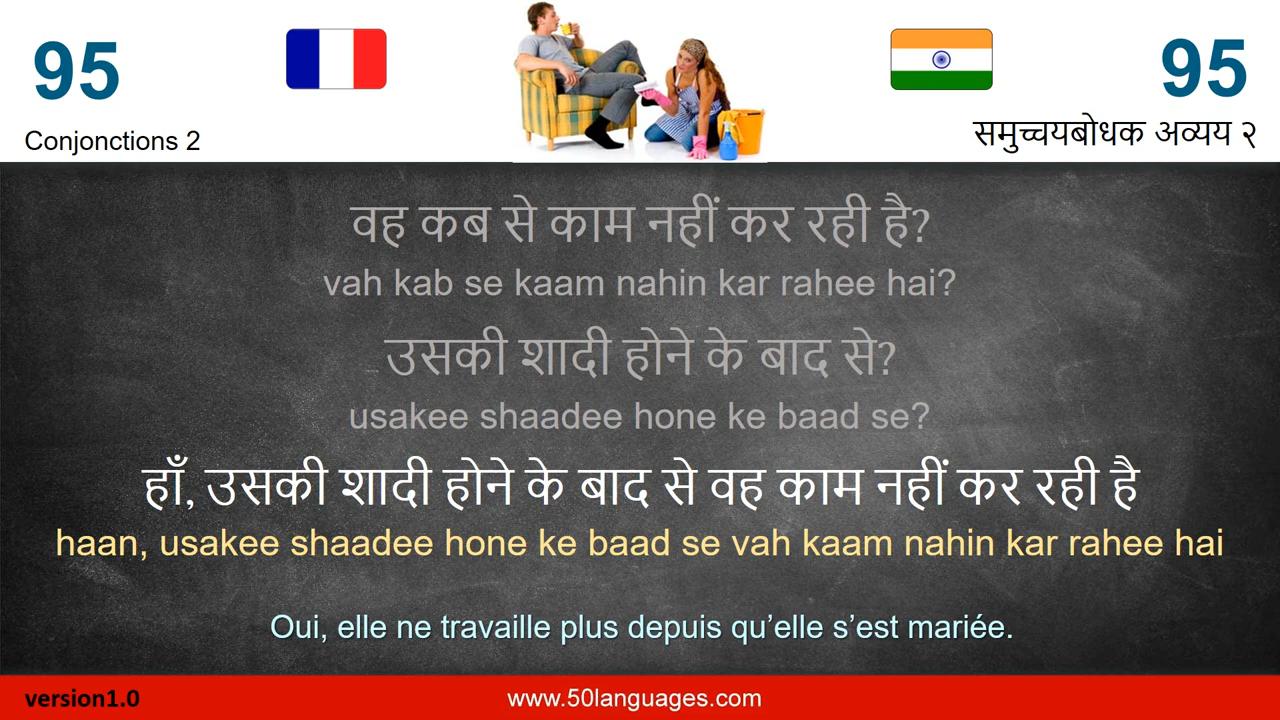 95
95
Conjonctions 2
समुच्चयबोधक अव्यय २
वह कब से काम नहीं कर रही है?
vah kab se kaam nahin kar rahee hai?
उसकी शादी होने के बाद से?
usakee shaadee hone ke baad se?
हाँ, उसकी शादी होने के बाद से वह काम नहीं कर रही है
haan, usakee shaadee hone ke baad se vah kaam nahin kar rahee hai
Oui, elle ne travaille plus depuis qu’elle s’est mariée.
version1.0
www.50languages.com